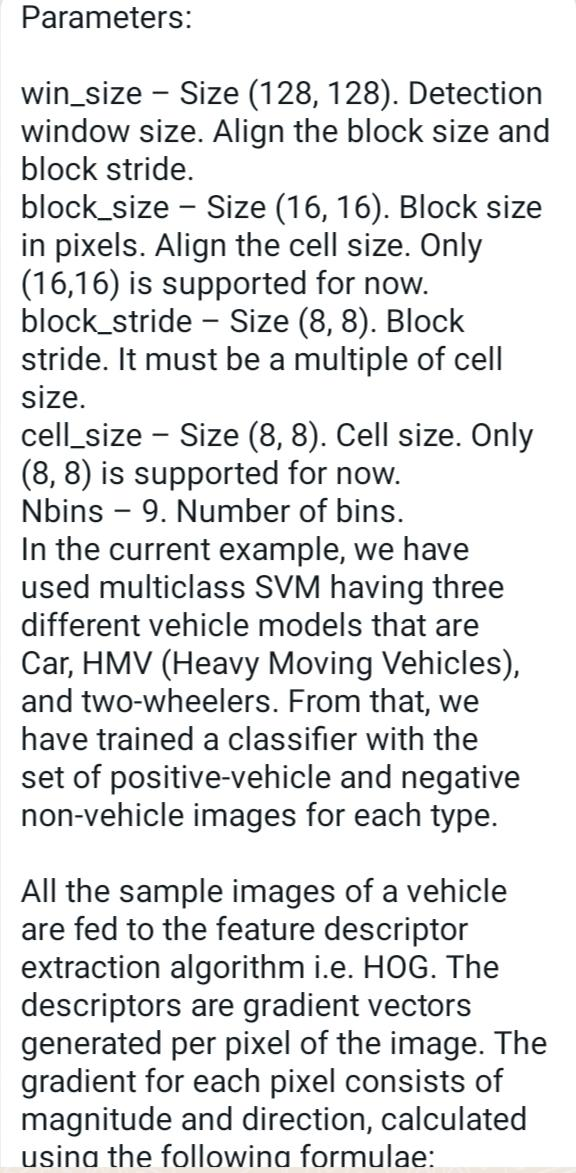 Parameters:
win_size – Size (128, 128). Detection
window size. Align the block size and
block stride.
block_size – Size (16, 16). Block size
in pixels. Align the cell size. Only
(16,16) is supported for now.
block_stride – Size (8, 8). Block
stride. It must be a multiple of cell
size.
cell_size – Size (8, 8). Cell size. Only
(8, 8) is supported for now.
Nbins – 9. Number of bins.
In the current example, we have
used multiclass SVM having three
different vehicle models that are
Car, HMV (Heavy Moving Vehicles),
and two-wheelers. From that, we
have trained a classifier with the
set of positive-vehicle and negative
non-vehicle images for each type.
All the sample images of a vehicle
are fed to the feature descriptor
extraction algorithm i.e. HOG. The
descriptors are gradient vectors
generated per pixel of the image. The
gradient for each pixel consists of
magnitude and direction, calculated
using the following formulae: